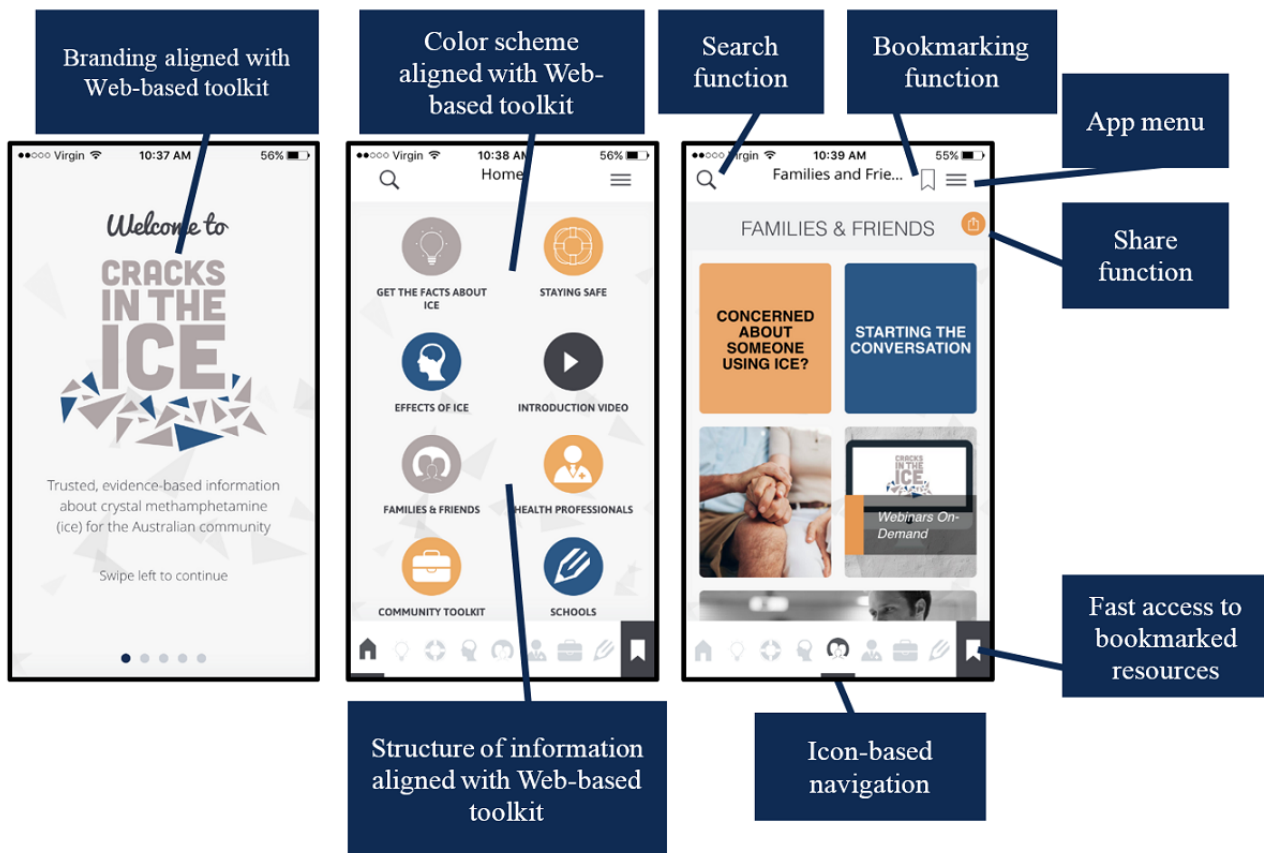 Branding aligned with
Web-based toolkit
Color scheme
aligned with Web-
based toolkit
Search
function
Bookmarking
function
App menu
Share
function
Virgin
10:37 AM
56%
Welcome to
CRACKS
IN THE
ICE
Trusted, evidence-based information
about crystal methamphetamine
(ice) for the Australian community
Swipe left to continue
Virgin
10:38 AM
56%
Home
GET THE FACTS ABOUT
ICE
STAYING SAFE
EFFECTS OF ICE
INTRODUCTION VIDEO
FAMILIES & FRIENDS
HEALTH PROFESSIONALS
COMMUNITY TOOLKIT
SCHOOLS
Virgin
10:39 AM
55%
Families and Frie...
FAMILIES & FRIENDS
CONCERNED
ABOUT
SOMEONE
USING ICE?
STARTING THE
CONVERSATION
CRACKS
IN THE
ICE
Webinars On-
Demand
Fast access to
bookmarked
resources
Structure of information
aligned with Web-based
toolkit
Icon-based
navigation